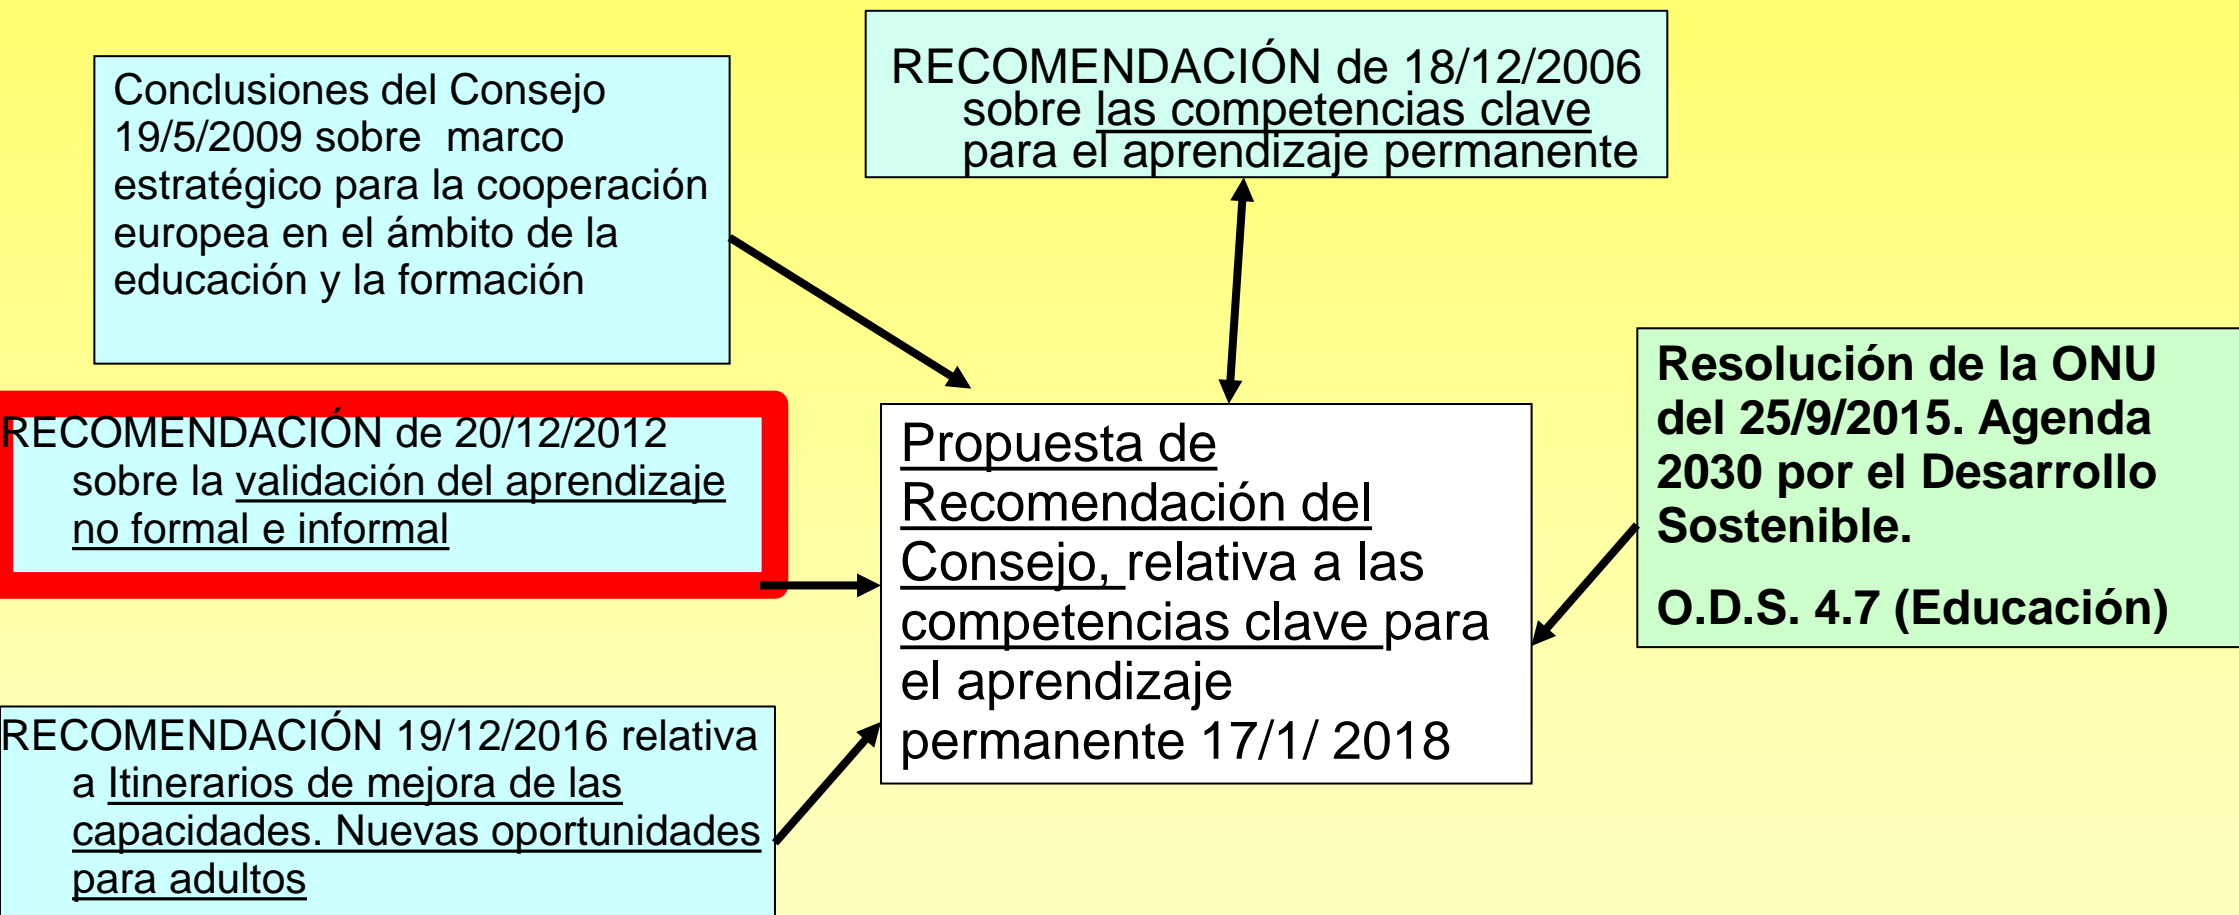 RECOMENDACIÓN de 18/12/2006
sobre las competencias clave
para el aprendizaje permanente
Conclusiones del Consejo
19/5/2009 sobre marco
estratégico para la cooperación
europea en el ámbito de la
educación y la formación
RECOMENDACIÓN de 20/12/2012
sobre la validación del aprendizaje
no formal e informal
Propuesta de
Recomendación del
Consejo, relativa a las
competencias clave para
el aprendizaje
permanente 17/1/ 2018
Resolución de la ONU
del 25/9/2015. Agenda
2030 por el Desarrollo
Sostenible.
O.D.S. 4.7 (Educación)
RECOMENDACIÓN 19/12/2016 relativa
a Itinerarios de mejora de las
capacidades. Nuevas oportunidades
para adultos